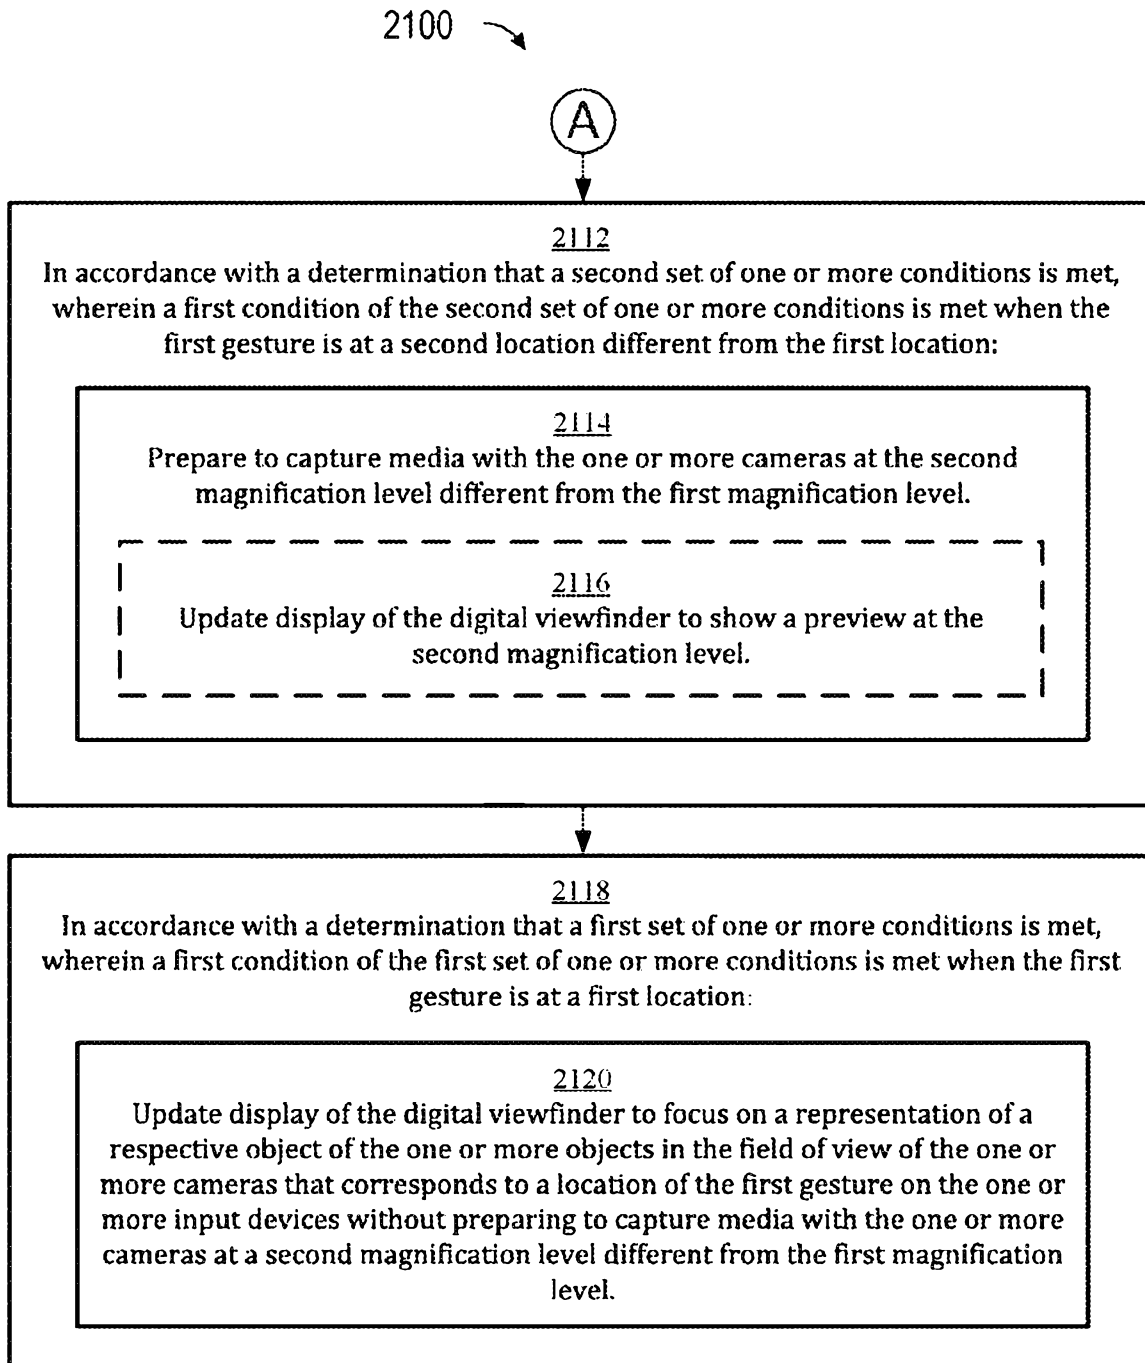 2100
A
2112
In accordance with a determination that a second set of one or more conditions is met,
wherein a first condition of the second set of one or more conditions is met when the
first gesture is at a second location different from the first location:
2114
Prepare to capture media with the one or more cameras at the second
magnification level different from the first magnification level.
2116
Update display of the digital viewfinder to show a preview at the
second magnification level.
2118
In accordance with a determination that a first set of one or more conditions is met,
wherein a first condition of the first set of one or more conditions is met when the first
gesture is at a first location:
2120
Update display of the digital viewfinder to focus on a representation of a
respective object of the one or more objects in the field of view of the one or
more cameras that corresponds to a location of the first gesture on the one or
more input devices without preparing to capture media with the one or more
cameras at a second magnification level different from the first magnification
level.